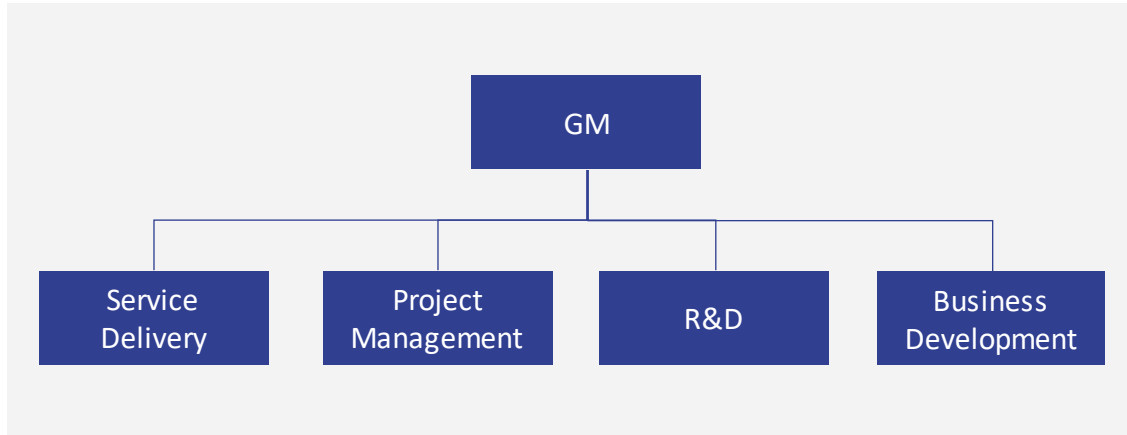 GM
Service
Delivery
Project
Management
R&D
Business
Development